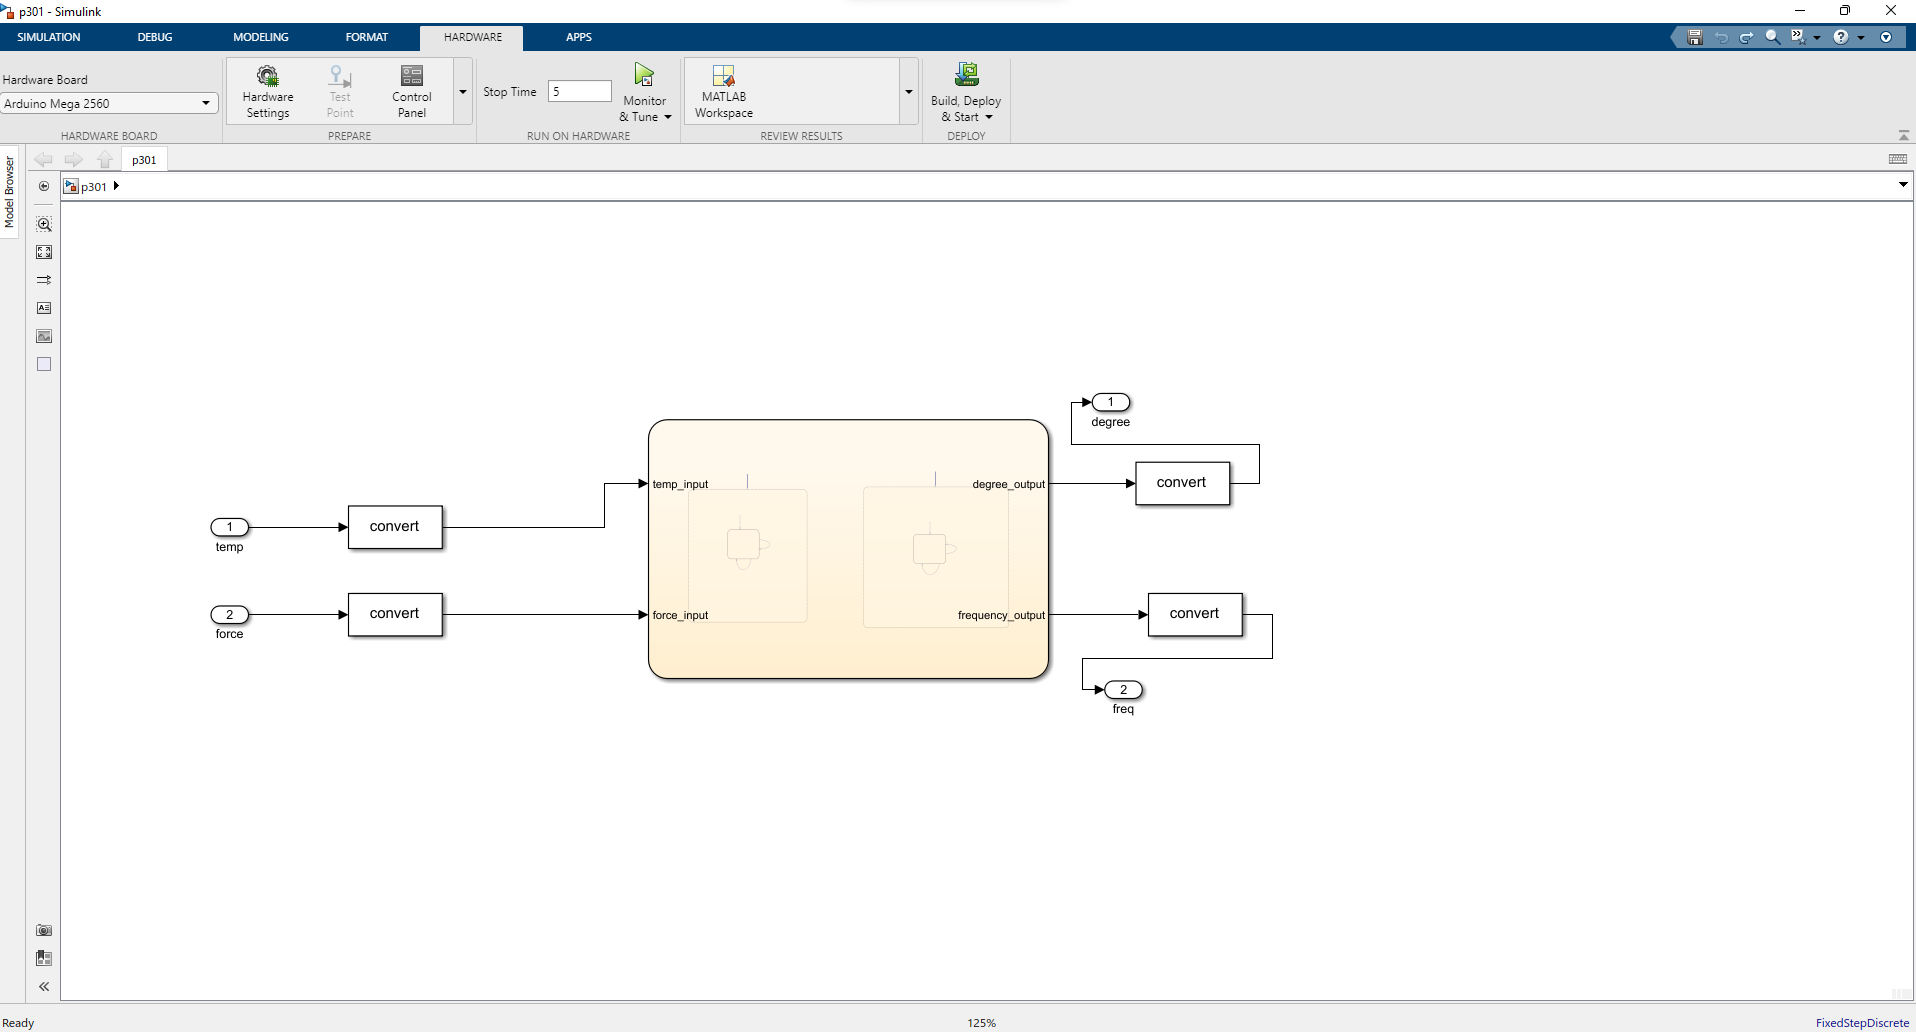 p301 - Simulink
SIMULATION
DEBUG
MODELING
FORMAT
HARDWARE
APPS
Hardware Board
Arduino Mega 2560
HARDWARE BOARD
Hardware
Settings
Test
Point
Control
Panel
PREPARE
Stop Time
5
Monitor
& Tune
RUN ON HARDWARE
MATLAB
Workspace
REVIEW RESULTS
Build, Deploy
& Start
DEPLOY
Model Browser
p301
p301
1
temp
convert
2
force
convert
temp_input
force_input
degree_output
frequency_output
1
degree
convert
convert
2
freq
Ready
125%
FixedStepDiscrete